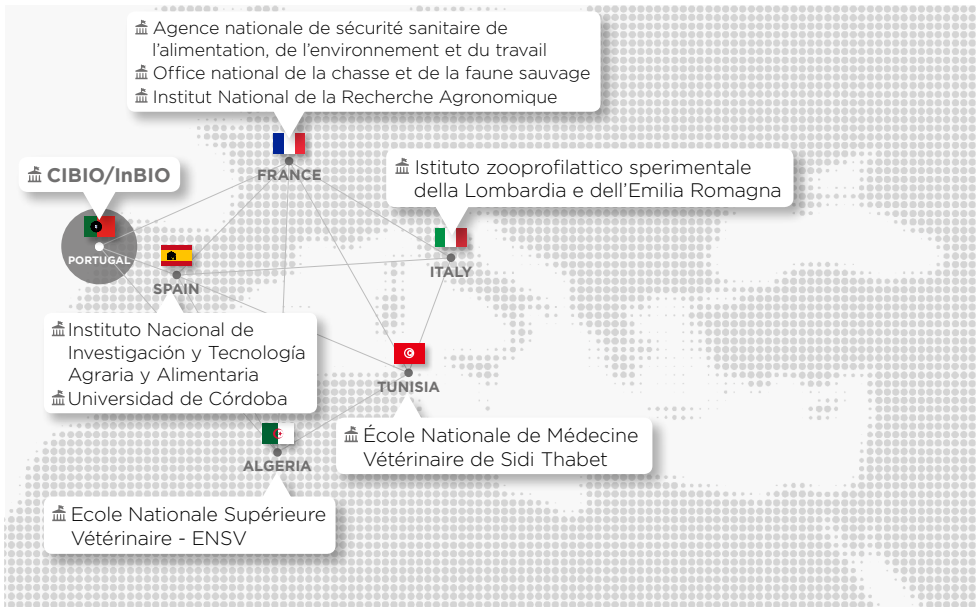 Agence nationale de sécurité sanitaire de
l’alimentation, de l’environnement et du travail
Office national de la chasse et de la faune sauvage
Institut National de la Recherche Agronomique
FRANCE
CIBIO/InBIO
PORTUGAL
Istituto zooprofilattico sperimentale
della Lombardia e dell’Emilia Romagna
ITALY
SPAIN
Instituto Nacional de
Investigación y Tecnología
Agraria y Alimentaria
Universidad de Córdoba
TUNISIA
École Nationale de Médecine
Vétérinaire de Sidi Thabet
ALGERIA
Ecole Nationale Supérieure
Vétérinaire - ENSV